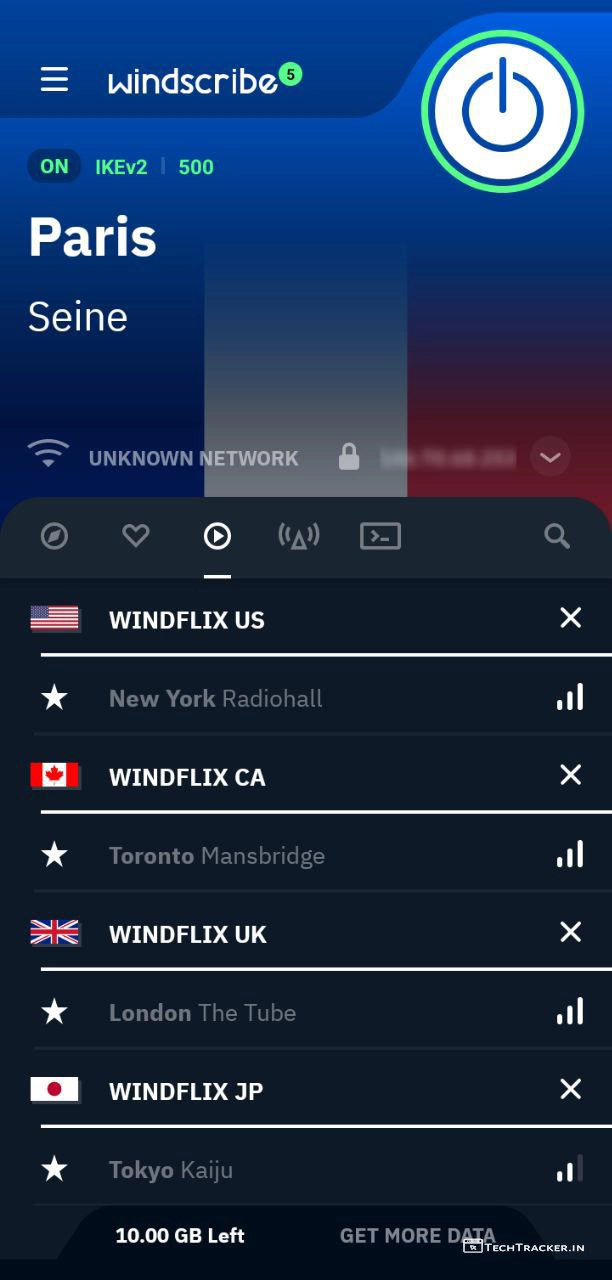 windscribe 5
ON IKEv2 | 500
Paris
Seine
UNKNOWN NETWORK
WINDFLIX US
New York Radiohall
WINDFLIX CA
Toronto Mansbridge
WINDFLIX UK
London The Tube
WINDFLIX JP
Tokyo Kaiju
10.00 GB Left GET MORE DATA
TECHTRACKER.IN